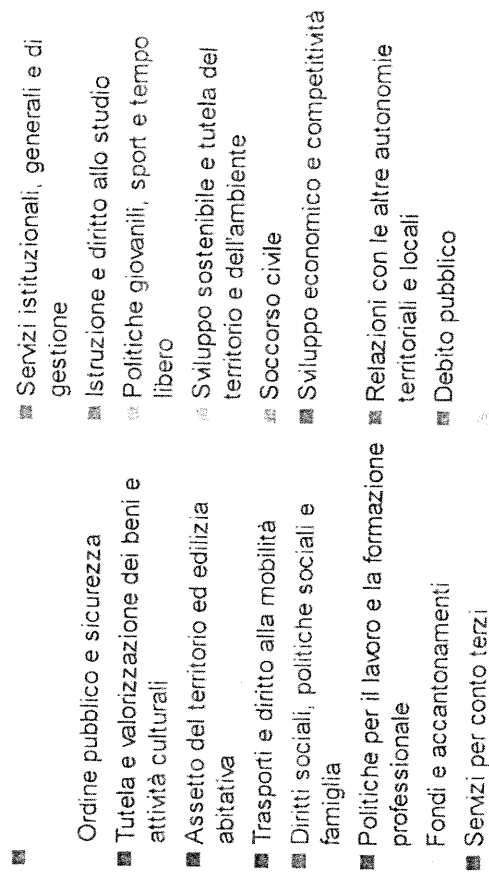 Ordine pubblico e sicurezza
Tutela e valorizzazione dei beni e
attività culturali
Assetto del territorio ed edilizia
abitativa
Trasporti e diritto alla mobilità
Diritti sociali, politiche sociali e
famiglia
Politiche per il lavoro e la formazione
professionale
Fondi e accantonamenti
Servizi per conto terzi
Servizi istituzionali, generali e di
gestione
Istruzione e diritto allo studio
Politiche giovanili, sport e tempo
libero
Sviluppo sostenibile e tutela del
territorio e dell'ambiente
Soccorso civile
Sviluppo economico e competitività
Relazioni con le altre autonomie
territoriali e locali
Debito pubblico